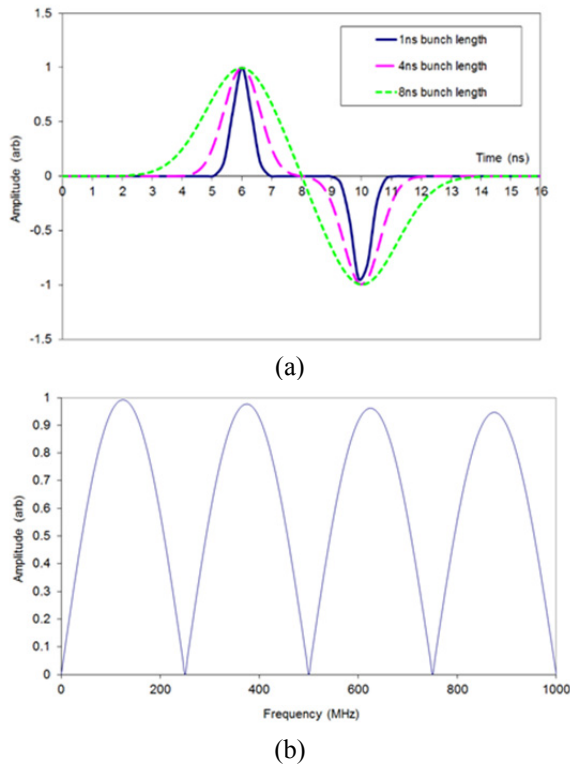 1.5
1
0.5
0
-0.5
-1
-1.5
Amplitude (arb)
1ns bunch length
4ns bunch length
8ns bunch length
Time (ns)
0 1 2 3 4 5 6 7 8 9 10 11 12 13 14 15 16
(a)
1
0.9
0.8
0.7
0.6
0.5
0.4
0.3
0.2
0.1
0
Amplitude (arb)
0 200 400 600 800 1000
Frequency (MHz)
(b)